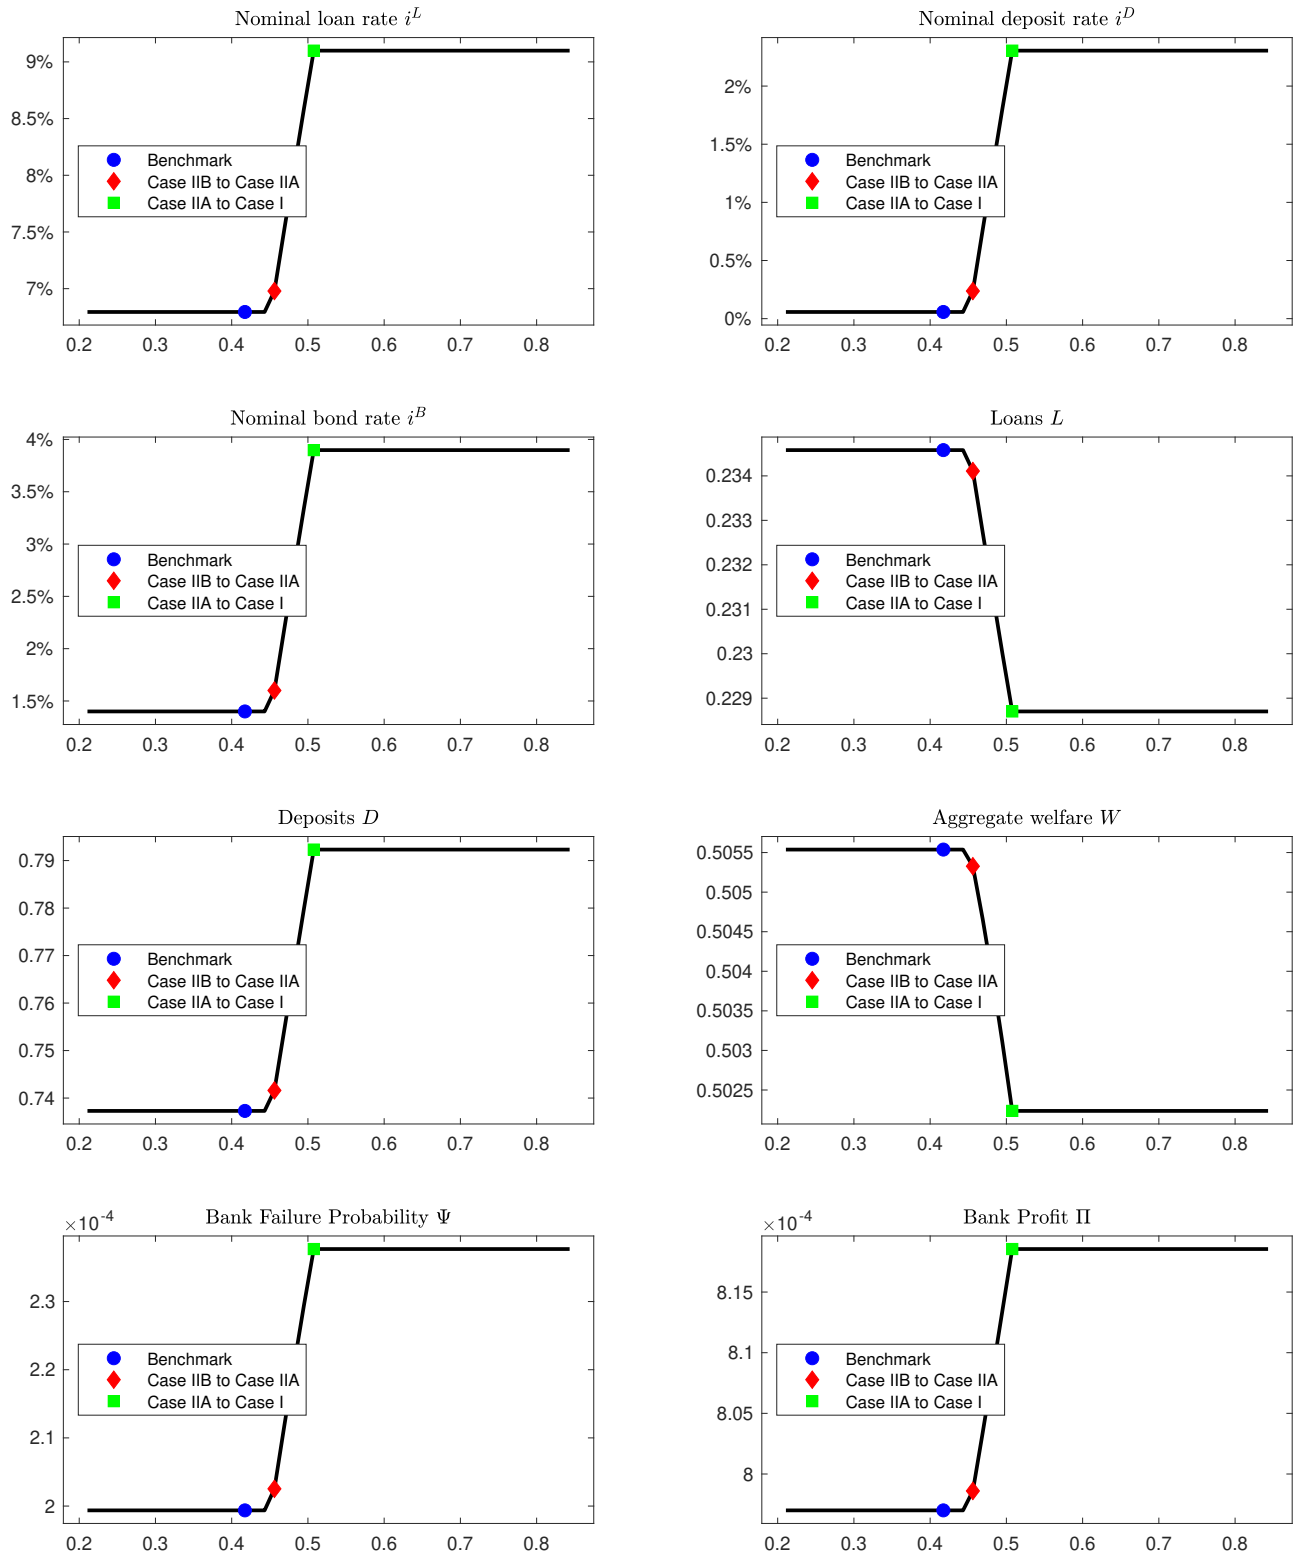 Nominal loan rate i^L
9%
8.5%
8%
7.5%
7%
Benchmark
Case IIB to Case IIA
Case IIA to Case I
0.2 0.3 0.4 0.5 0.6 0.7 0.8
Nominal deposit rate i^D
2%
1.5%
1%
0.5%
0%
Benchmark
Case IIB to Case IIA
Case IIA to Case I
0.2 0.3 0.4 0.5 0.6 0.7 0.8
Nominal bond rate i^B
4%
3.5%
3%
2.5%
2%
1.5%
Benchmark
Case IIB to Case IIA
Case IIA to Case I
0.2 0.3 0.4 0.5 0.6 0.7 0.8
Loans L
0.234
0.233
0.232
0.231
0.23
0.229
Benchmark
Case IIB to Case IIA
Case IIA to Case I
0.2 0.3 0.4 0.5 0.6 0.7 0.8
Deposits D
0.79
0.78
0.77
0.76
0.75
0.74
Benchmark
Case IIB to Case IIA
Case IIA to Case I
0.2 0.3 0.4 0.5 0.6 0.7 0.8
Aggregate welfare W
0.5055
0.505
0.5045
0.504
0.5035
0.503
0.5025
Benchmark
Case IIB to Case IIA
Case IIA to Case I
0.2 0.3 0.4 0.5 0.6 0.7 0.8
Bank Failure Probability Ψ
×10^-4
2.3
2.2
2.1
2
Benchmark
Case IIB to Case IIA
Case IIA to Case I
0.2 0.3 0.4 0.5 0.6 0.7 0.8
Bank Profit Π
×10^-4
8.15
8.1
8.05
8
Benchmark
Case IIB to Case IIA
Case IIA to Case I
0.2 0.3 0.4 0.5 0.6 0.7 0.8